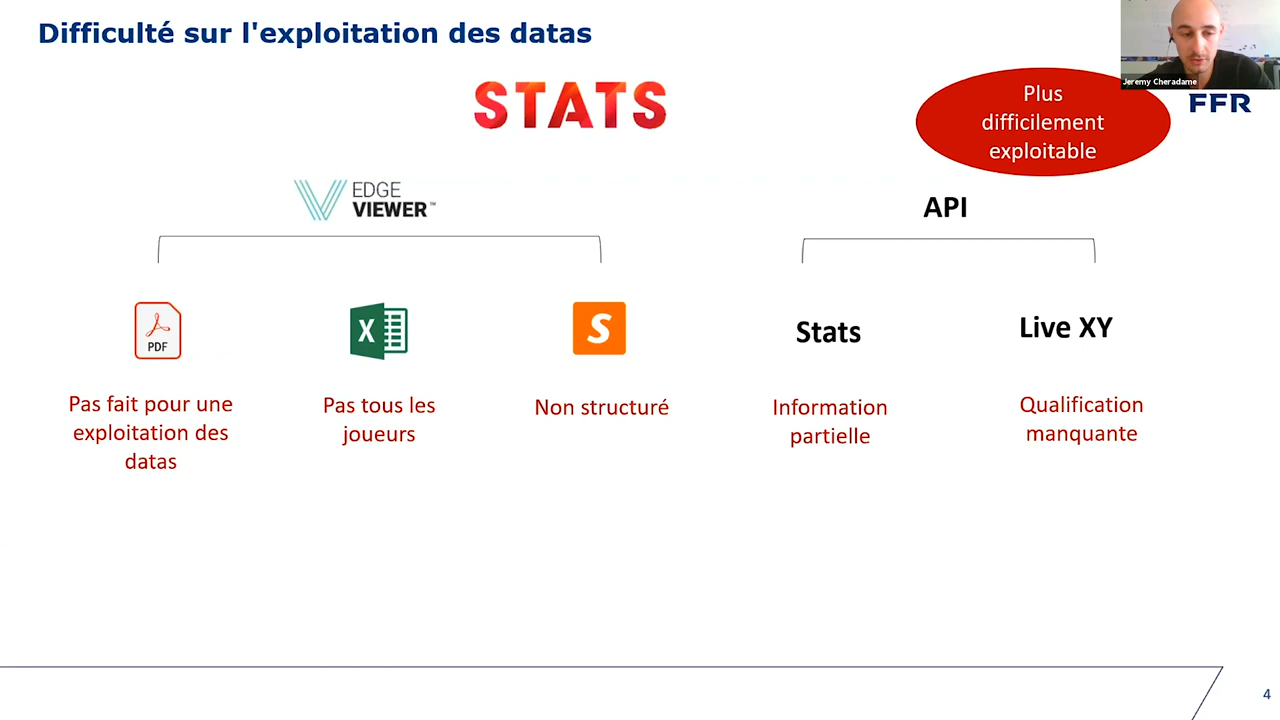 Difficulté sur l'exploitation des datas
Jeremy Cheradame
STATS
Plus
difficilement
exploitable
FFR
EDGE
VIEWER™
API
PDF
X
S
Stats
Live XY
Pas fait pour une
exploitation des
datas
Pas tous les
joueurs
Non structuré
Information
partielle
Qualification
manquante
4